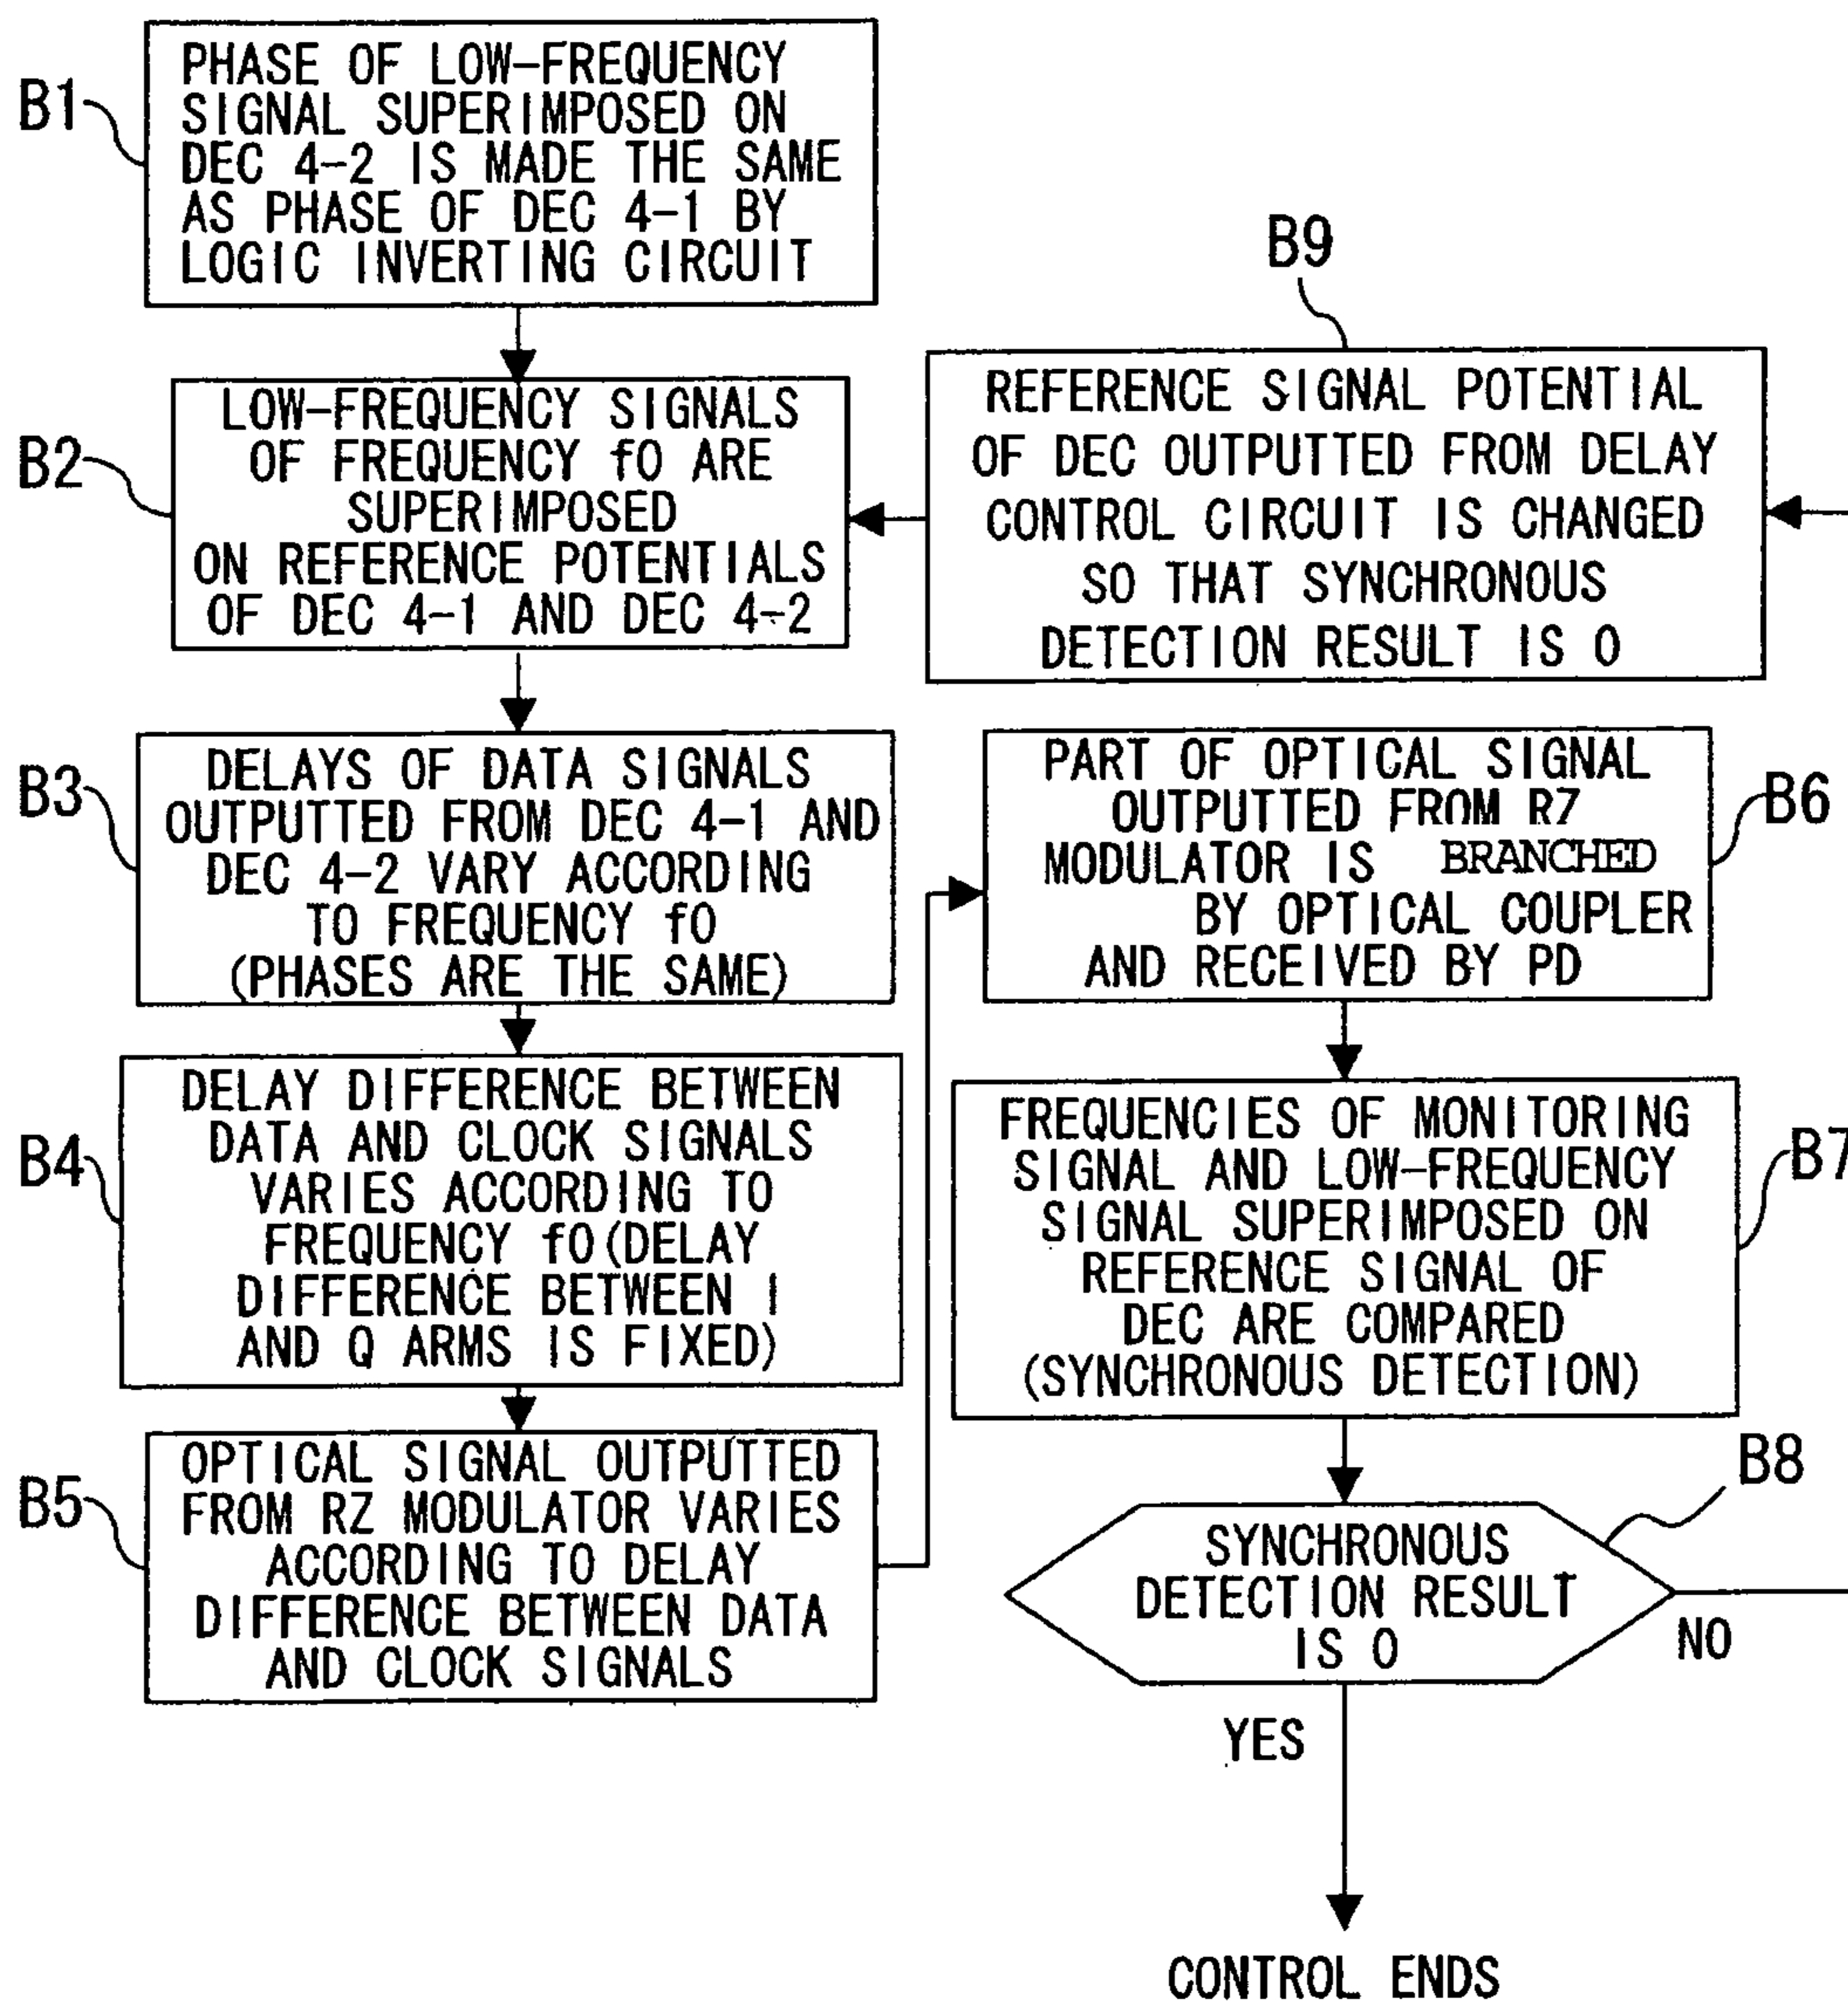 B1
PHASE OF LOW-FREQUENCY
SIGNAL SUPERIMPOSED ON
DEC 4-2 IS MADE THE SAME
AS PHASE OF DEC 4-1 BY
LOGIC INVERTING CIRCUIT
B2
LOW-FREQUENCY SIGNALS
OF FREQUENCY f0 ARE
SUPERIMPOSED
ON REFERENCE POTENTIALS
OF DEC 4-1 AND DEC 4-2
B3
DELAYS OF DATA SIGNALS
OUTPUTTED FROM DEC 4-1 AND
DEC 4-2 VARY ACCORDING
TO FREQUENCY f0
(PHASES ARE THE SAME)
B4
DELAY DIFFERENCE BETWEEN
DATA AND CLOCK SIGNALS
VARIES ACCORDING TO
FREQUENCY f0(DELAY
DIFFERENCE BETWEEN I
AND Q ARMS IS FIXED)
B5
OPTICAL SIGNAL OUTPUTTED
FROM RZ MODULATOR VARIES
ACCORDING TO DELAY
DIFFERENCE BETWEEN DATA
AND CLOCK SIGNALS
B9
REFERENCE SIGNAL POTENTIAL
OF DEC OUTPUTTED FROM DELAY
CONTROL CIRCUIT IS CHANGED
SO THAT SYNCHRONOUS
DETECTION RESULT IS 0
B6
PART OF OPTICAL SIGNAL
OUTPUTTED FROM RZ
MODULATOR IS BRANCHED
BY OPTICAL COUPLER
AND RECEIVED BY PD
B7
FREQUENCIES OF MONITORING
SIGNAL AND LOW-FREQUENCY
SIGNAL SUPERIMPOSED ON
REFERENCE SIGNAL OF
DEC ARE COMPARED
(SYNCHRONOUS DETECTION)
B8
SYNCHRONOUS
DETECTION RESULT
IS 0
NO
YES
CONTROL ENDS